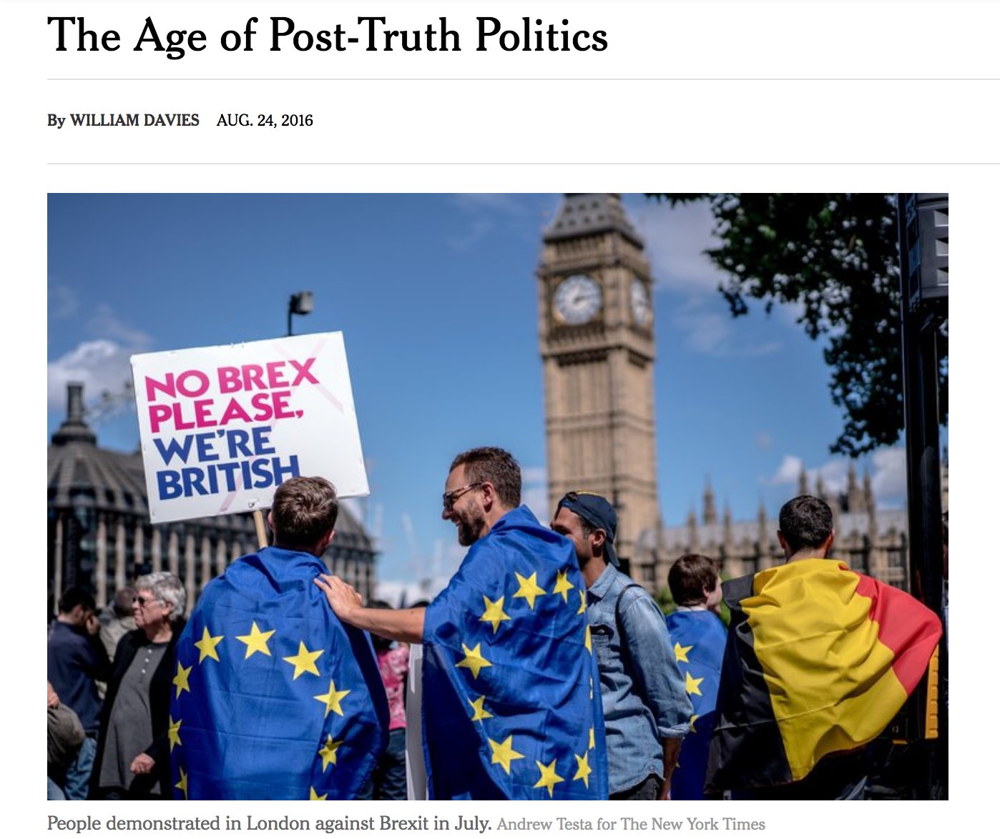 The Age of Post-Truth Politics
By WILLIAM DAVIES AUG. 24, 2016
NO BREX
PLEASE,
WE'RE
BRITISH
People demonstrated in London against Brexit in July. Andrew Testa for The New York Times